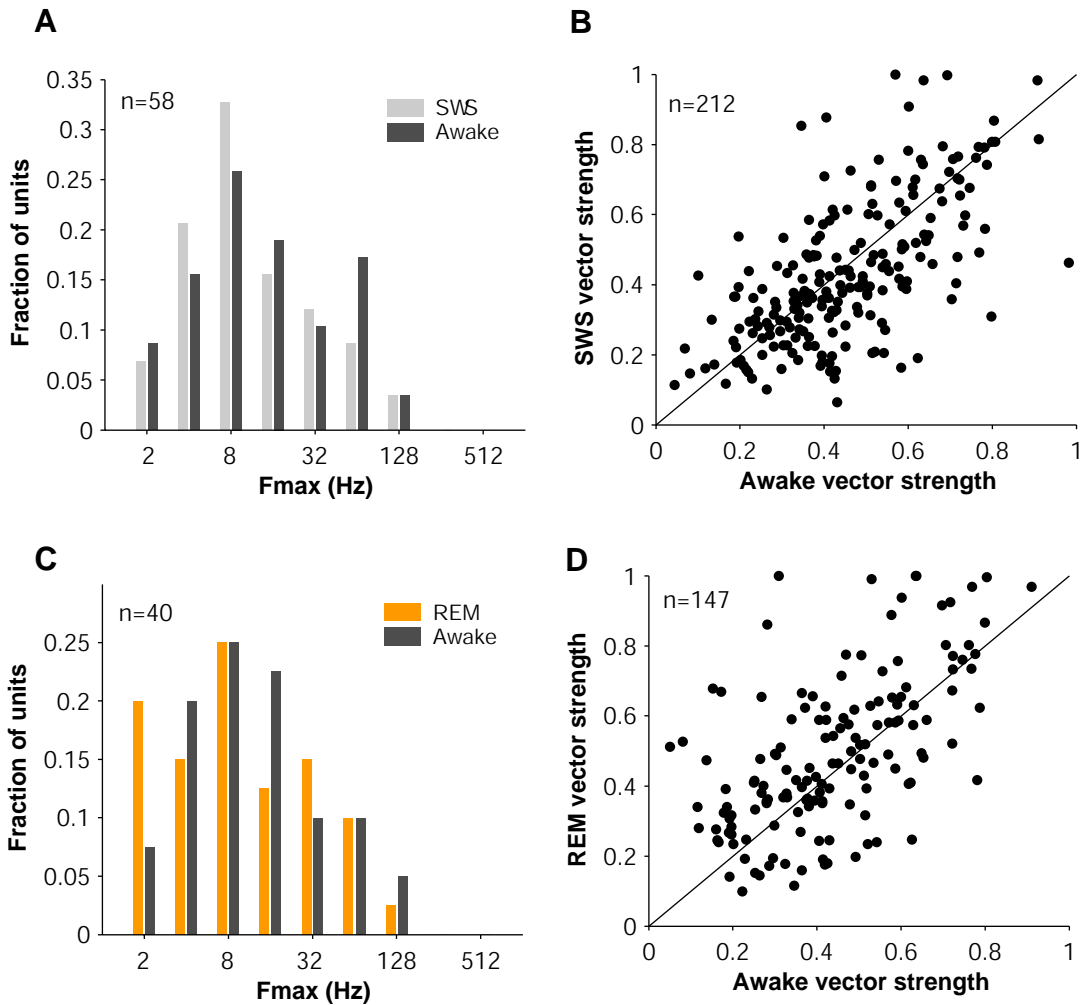 A
n=58
SWS
Awake
0.35
0.3
0.25
0.2
0.15
0.1
0.05
0
Fraction of units
2
8
32
128
512
Fmax (Hz)
B
n=212
1
0.8
0.6
0.4
0.2
0
SWS vector strength
0
0.2
0.4
0.6
0.8
1
Awake vector strength
C
n=40
REM
Awake
0.25
0.2
0.15
0.1
0.05
0
Fraction of units
2
8
32
128
512
Fmax (Hz)
D
n=147
1
0.8
0.6
0.4
0.2
0
REM vector strength
0
0.2
0.4
0.6
0.8
1
Awake vector strength